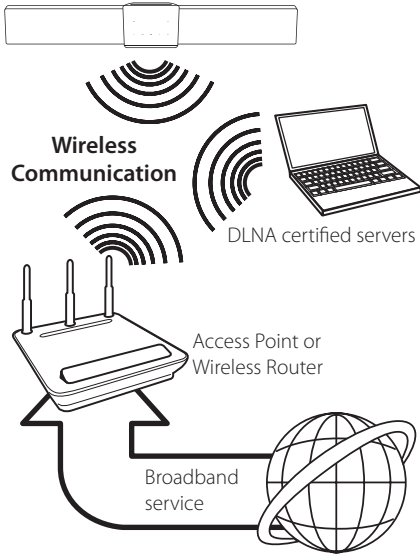 Wireless
Communication
DLNA certified servers
Access Point or
Wireless Router
Broadband
service